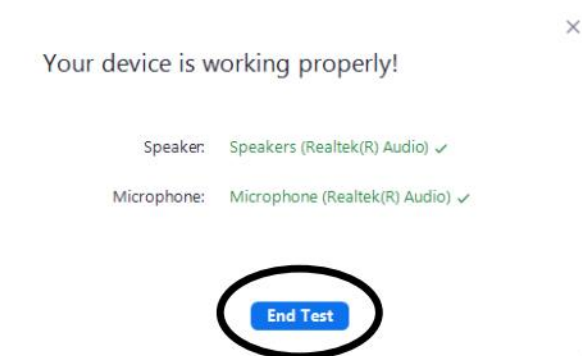 Your device is working properly!
Speaker: Speakers (Realtek(R) Audio) ✓
Microphone: Microphone (Realtek(R) Audio) ✓
End Test